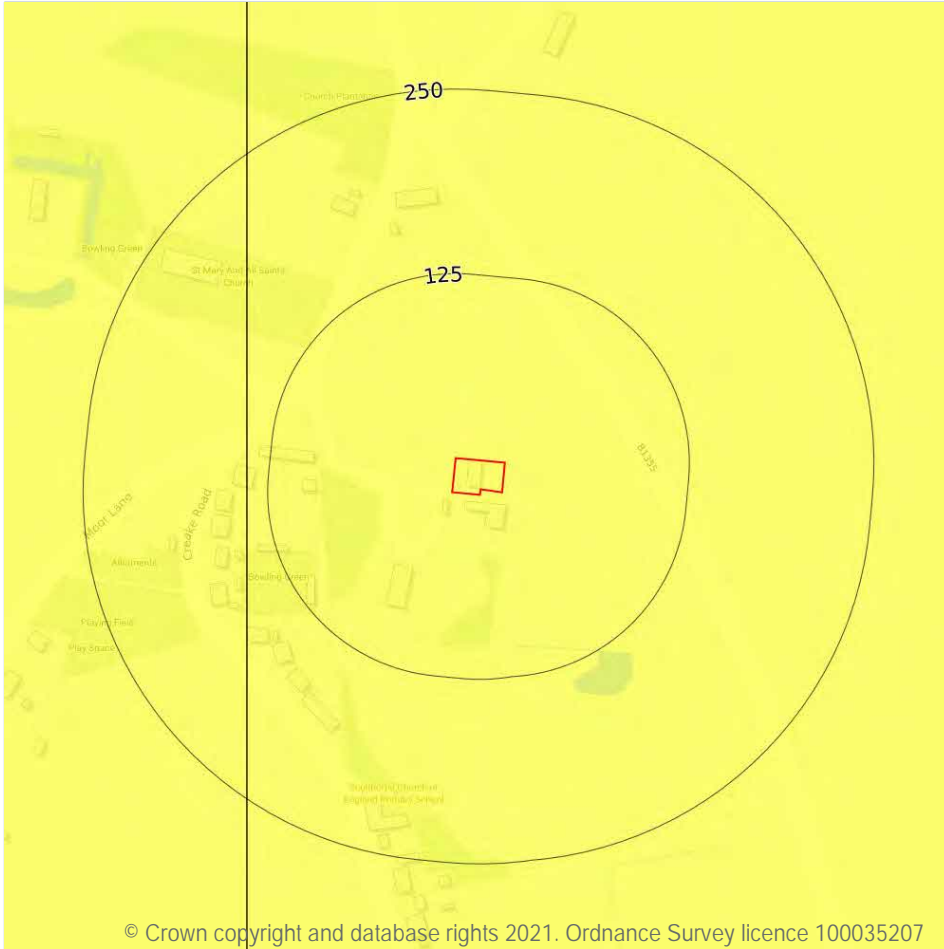 Church Plantation
250
Bowling Green
St Mary And All Saints
Church
125
B1355
Creake Road
Moor Lane
Allotments
Bowling Green
Playing Field
Play Space
Church of
England Primary School
© Crown copyright and database rights 2021. Ordnance Survey licence 100035207